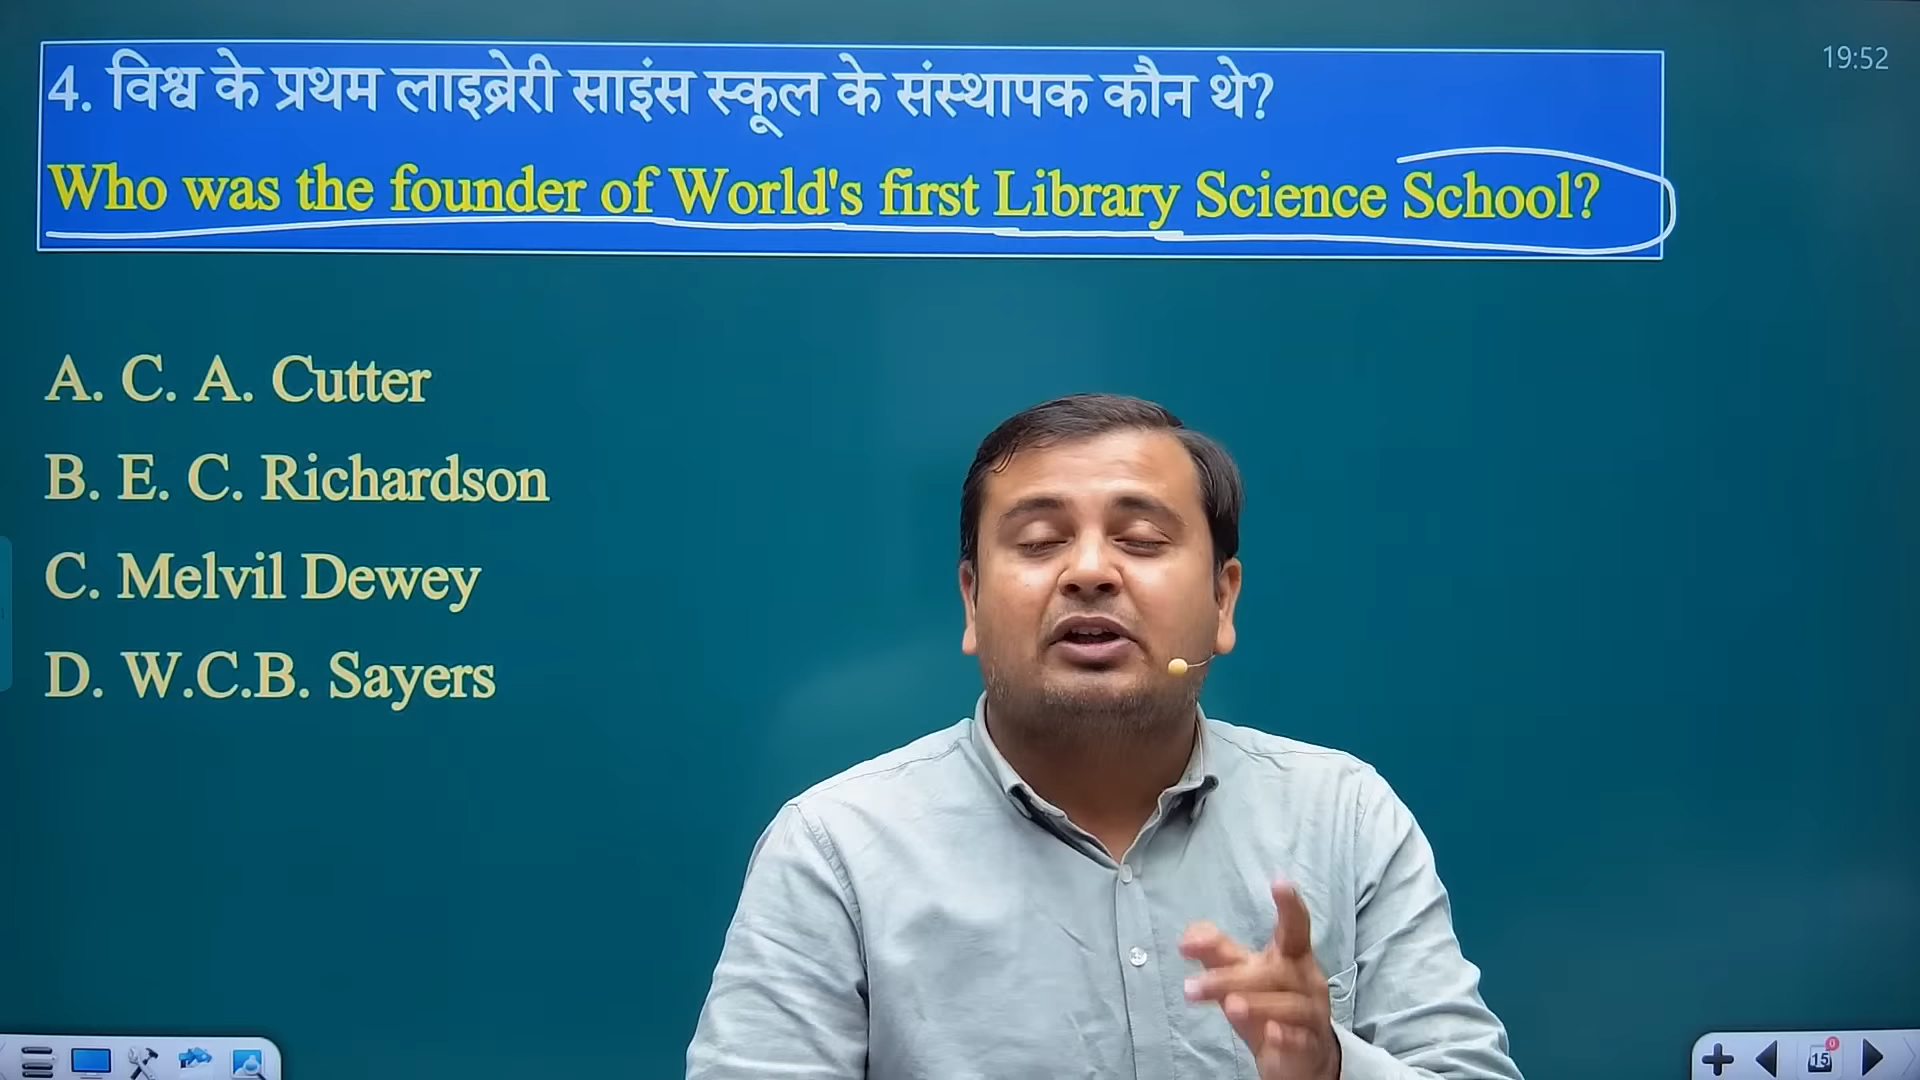 19:52
4. विश्व के प्रथम लाइब्रेरी साइंस स्कूल के संस्थापक कौन थे?
Who was the founder of World's first Library Science School?
A. C. A. Cutter
B. E. C. Richardson
C. Melvil Dewey
D. W.C.B. Sayers
0
15